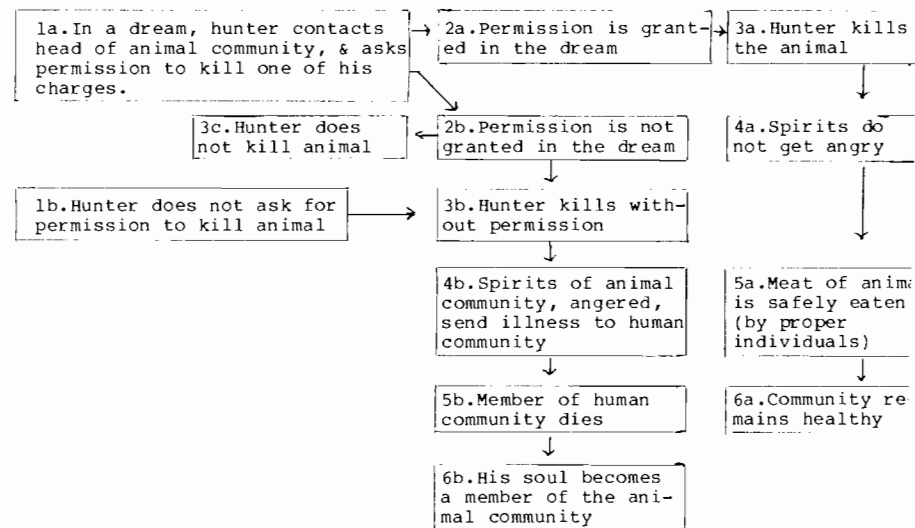 1a.In a dream, hunter contacts
head of animal community, & asks
permission to kill one of his
charges.
2a.Permission is grant-
ed in the dream
3a.Hunter kills
the animal
3c.Hunter does
not kill animal
2b.Permission is not
granted in the dream
4a.Spirits do
not get angry
1b.Hunter does not ask for
permission to kill animal
3b.Hunter kills with-
out permission
4b.Spirits of animal
community, angered,
send illness to human
community
5a.Meat of
is safely eaten
(by proper
individuals)
5b.Member of human
community dies
6a.Community re-
mains healthy
6b.His soul becomes
a member of the ani-
mal community